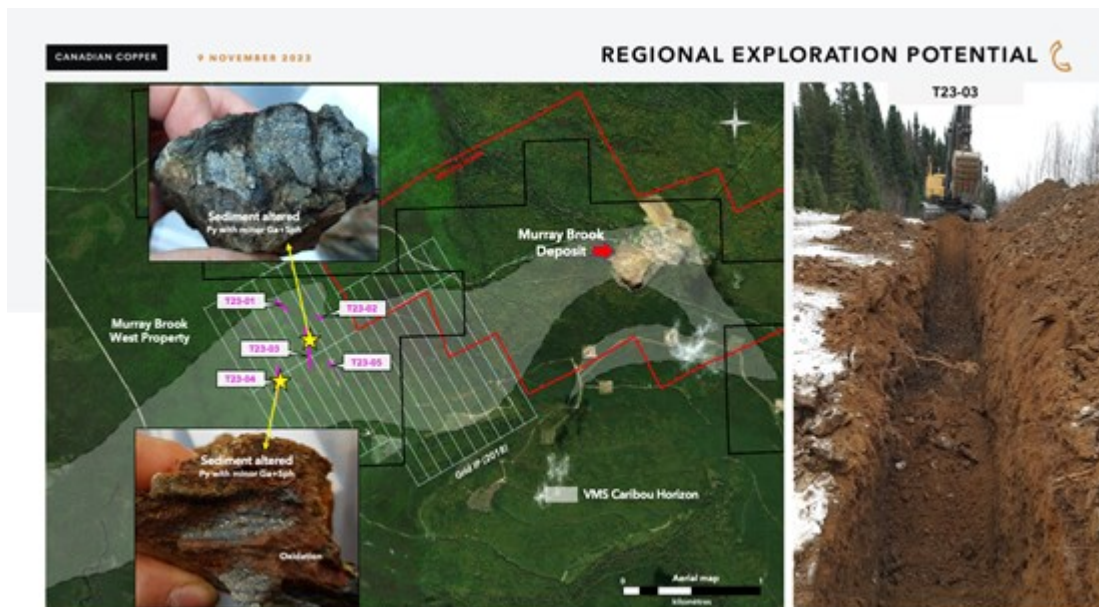 CANADIAN COPPER
9 NOVEMBER 2023
REGIONAL EXPLORATION POTENTIAL
T23-03
Sediment altered
Py with minor Ga+Sph
Murray Brook
Deposit
T23-01
T23-02
Murray Brook
West Property
T23-03
T23-05
T23-04
Sediment altered
Py with minor Ga+Sph
Oxidation
Grid IP (2018)
VMS Caribou Horizon
Aerial map
0
1
kilometres